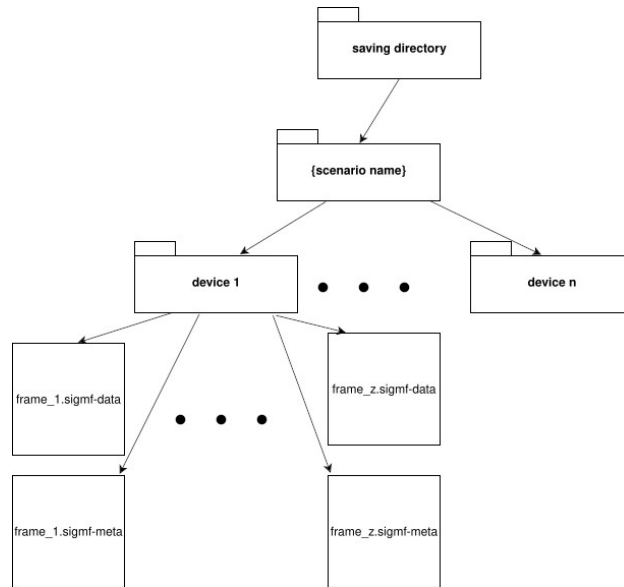 saving directory
{scenario name}
device 1
device n
frame_1.sigmf-data
frame_z.sigmf-data
frame_1.sigmf-meta
frame_z.sigmf-meta